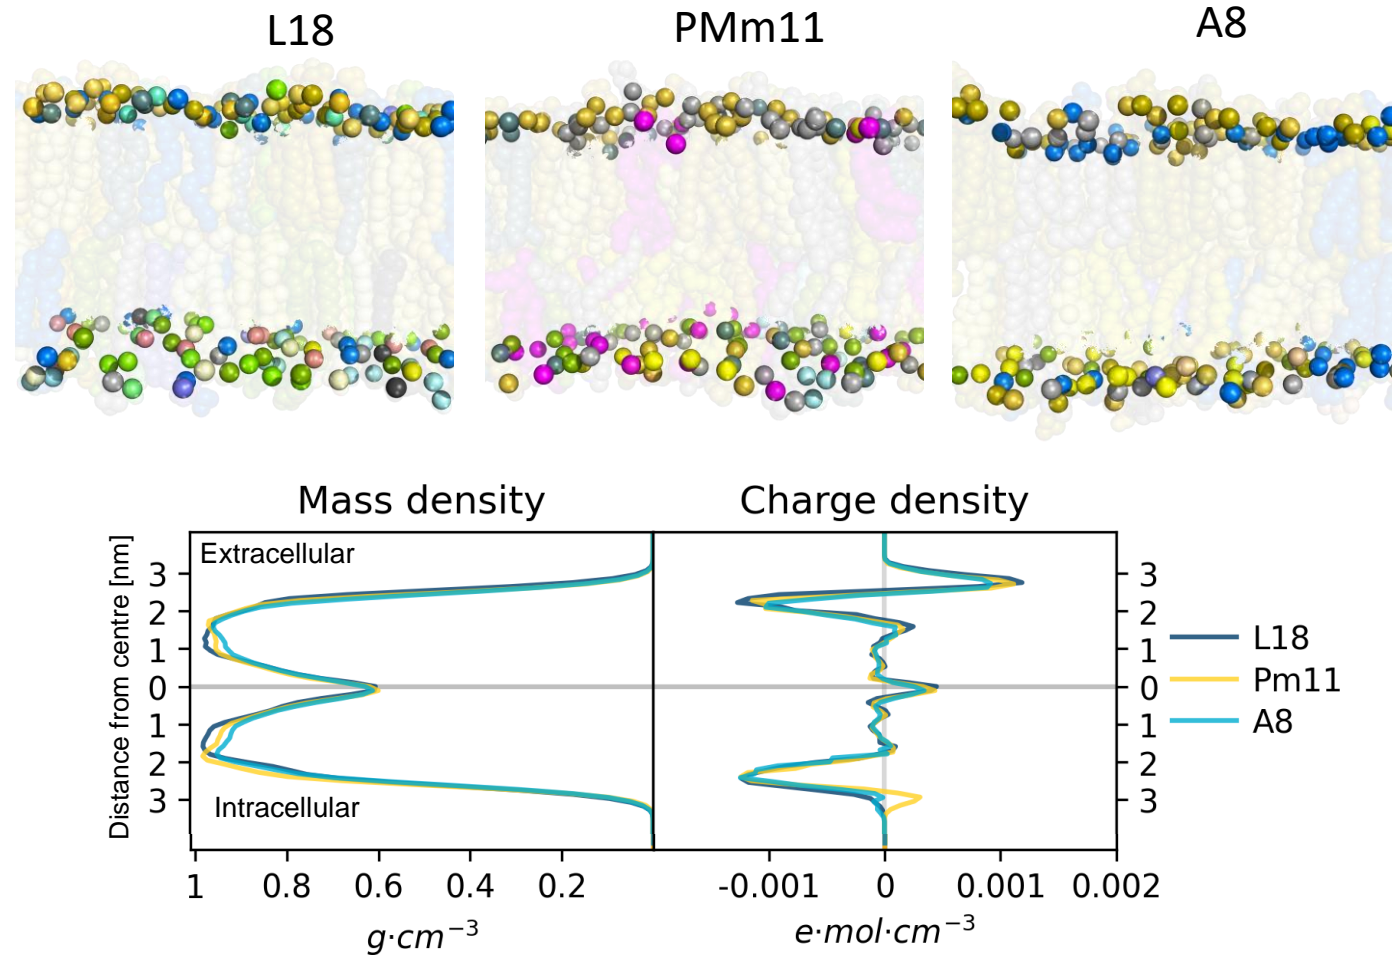 L18
PMm11
A8
Mass density
Charge density
Distance from centre [nm]
Extracellular
3
2
1
0
1
2
3
Intracellular
3
2
1
0
1
2
3
L18
Pm11
A8
1 0.8 0.6 0.4 0.2
-0.001 0 0.001 0.002
g·cm⁻³
e·mol·cm⁻³